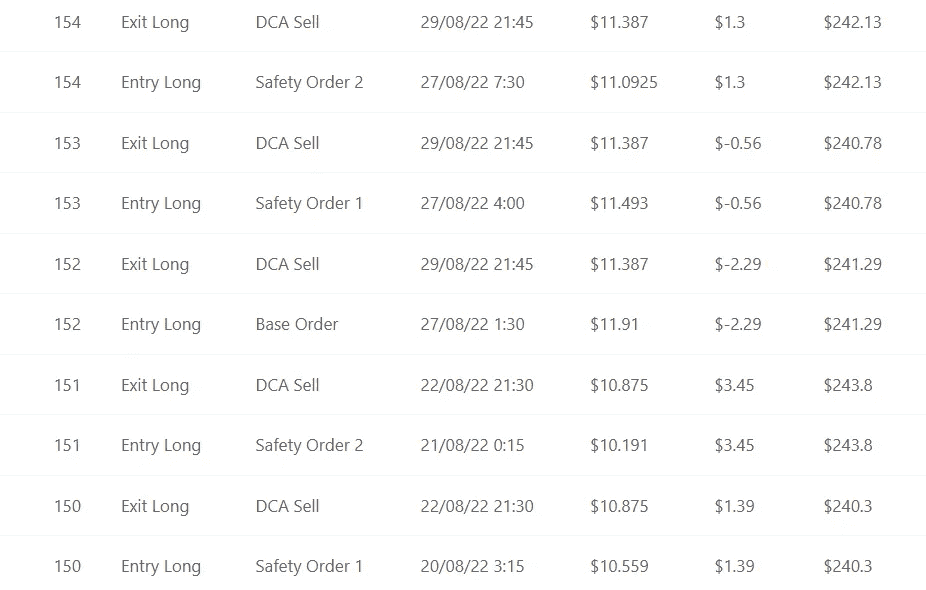 154 Exit Long DCA Sell 29/08/22 21:45 $11.387 $1.3 $242.13
154 Entry Long Safety Order 2 27/08/22 7:30 $11.0925 $1.3 $242.13
153 Exit Long DCA Sell 29/08/22 21:45 $11.387 $-0.56 $240.78
153 Entry Long Safety Order 1 27/08/22 4:00 $11.493 $-0.56 $240.78
152 Exit Long DCA Sell 29/08/22 21:45 $11.387 $-2.29 $241.29
152 Entry Long Base Order 27/08/22 1:30 $11.91 $-2.29 $241.29
151 Exit Long DCA Sell 22/08/22 21:30 $10.875 $3.45 $243.8
151 Entry Long Safety Order 2 21/08/22 0:15 $10.191 $3.45 $243.8
150 Exit Long DCA Sell 22/08/22 21:30 $10.875 $1.39 $240.3
150 Entry Long Safety Order 1 20/08/22 3:15 $10.559 $1.39 $240.3